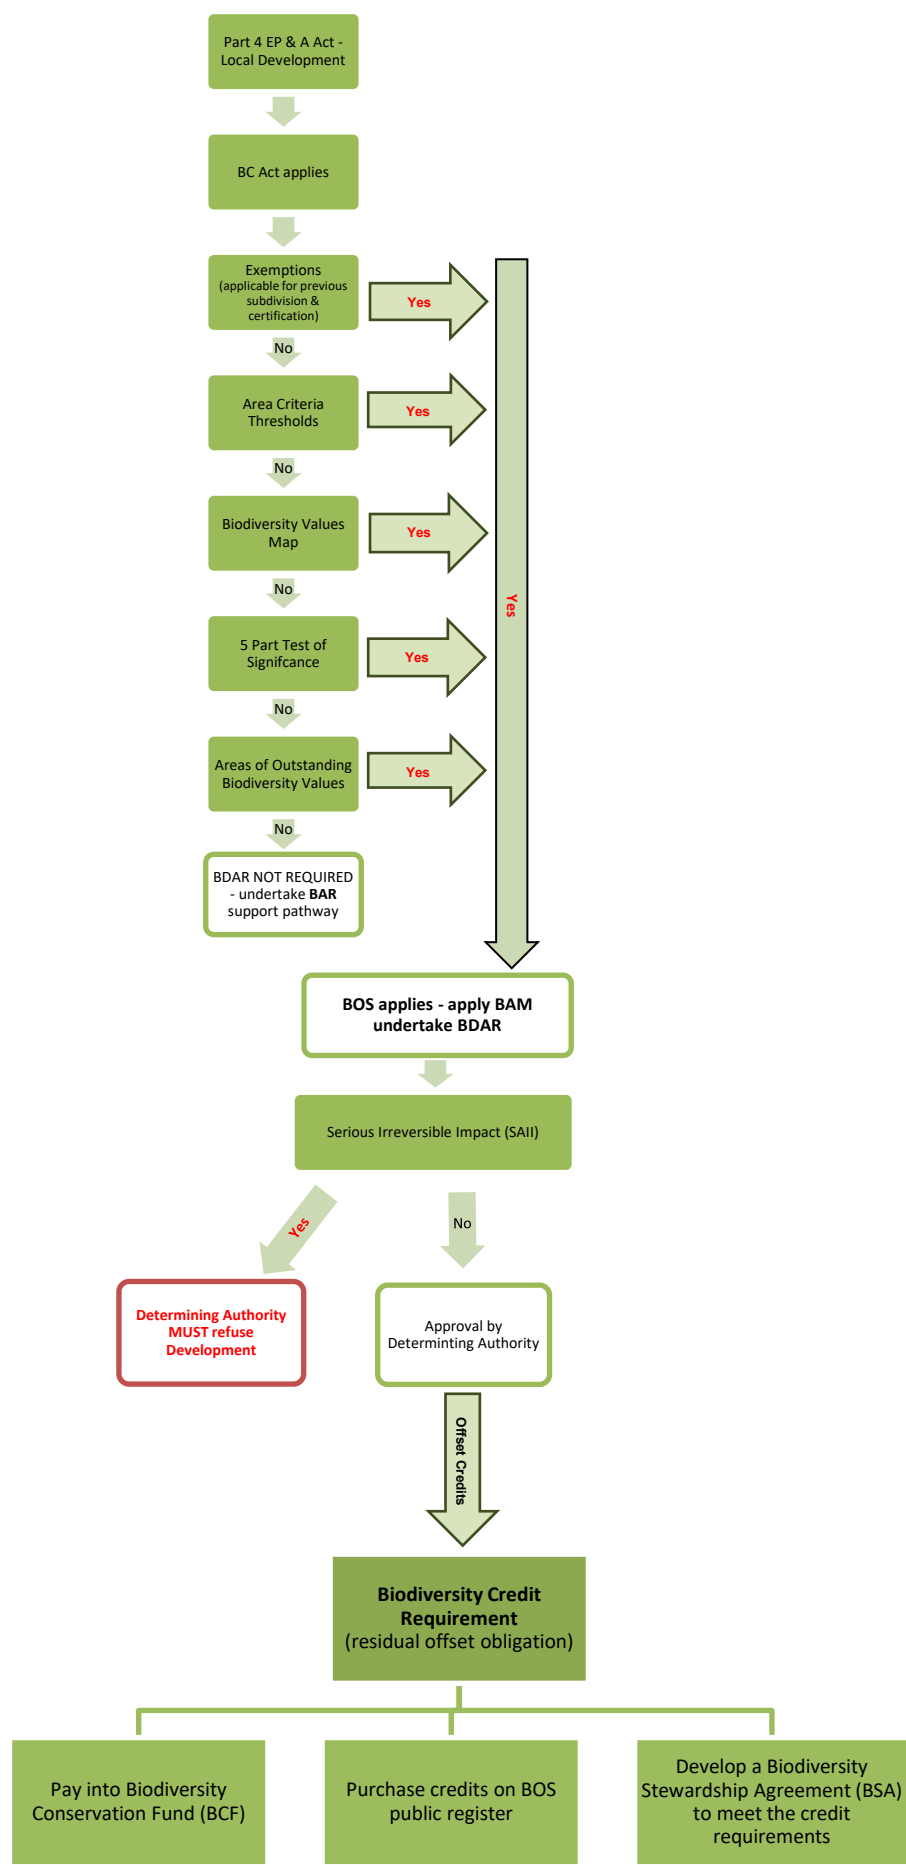 Part 4 EP & A Act -
Local Development
BC Act applies
Exemptions
(applicable for previous
subdivision &
certification)
Yes
No
Area Criteria
Thresholds
Yes
No
Biodiversity Values
Map
Yes
No
Yes
5 Part Test of
Signifcance
Yes
No
Areas of Outstanding
Biodiversity Values
Yes
No
BDAR NOT REQUIRED
- undertake BAR
support pathway
BOS applies - apply BAM
undertake BDAR
Serious Irreversible Impact (SAII)
Yes
No
Determining Authority
MUST refuse
Development
Approval by
Determinting Authority
Offset Credits
Biodiversity Credit
Requirement
(residual offset obligation)
Pay into Biodiversity
Conservation Fund (BCF)
Purchase credits on BOS
public register
Develop a Biodiversity
Stewardship Agreement (BSA)
to meet the credit
requirements